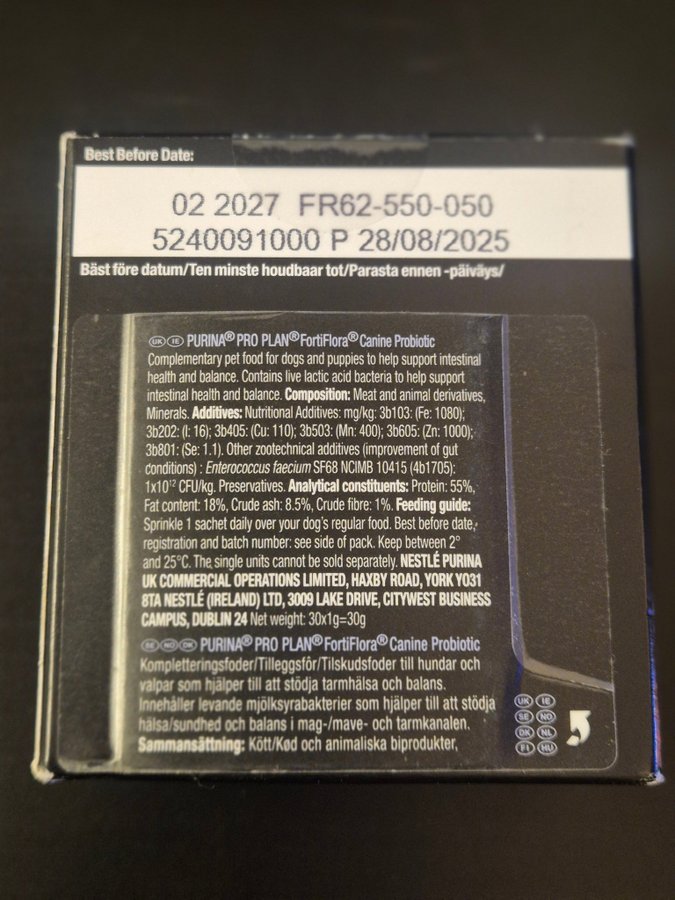 Best Before Date:
02 2027 FR62-550-050
5240091000 P 28/08/2025
Bäst före datum/Ten minste houdbaar tot/Parasta ennen -päiväys/
UK IE PURINA® PRO PLAN® FortiFlora® Canine Probiotic
Complementary pet food for dogs and puppies to help support intestinal
health and balance. Contains live lactic acid bacteria to help support
intestinal health and balance. Composition: Meat and animal derivatives,
Minerals. Additives: Nutritional Additives: mg/kg: 3b103: (Fe: 1080);
3b202: (I: 16); 3b405: (Cu: 110); 3b503: (Mn: 400); 3b605: (Zn: 1000);
3b801: (Se: 1.1). Other zootechnical additives (improvement of gut
conditions) : Enterococcus faecium SF68 NCIMB 10415 (4b1705):
1x10¹² CFU/kg. Preservatives. Analytical constituents: Protein: 55%,
Fat content: 18%, Crude ash: 8.5%, Crude fibre: 1%. Feeding guide:
Sprinkle 1 sachet daily over your dog's regular food. Best before date,
registration and batch number: see side of pack. Keep between 2°
and 25°C. The single units cannot be sold separately. NESTLÉ PURINA
UK COMMERCIAL OPERATIONS LIMITED, HAXBY ROAD, YORK YO31
8TA NESTLÉ (IRELAND) LTD, 3009 LAKE DRIVE, CITYWEST BUSINESS
CAMPUS, DUBLIN 24 Net weight: 30x1g=30g
SE NO DK PURINA® PRO PLAN® FortiFlora® Canine Probiotic
Kompletteringsfoder/Tilleggsfôr/Tilskudsfoder till hundar och
valpar som hjälper till att stödja tarmhälsa och balans.
Innehåller levande mjölksyrabakterier som hjälper till att stödja
hälsa/sundhed och balans i mag-/mave- och tarmkanalen.
Sammansättning: Kött/Kød och animaliska biprodukter,
UK IE
SE NO
DK NL
FI HU